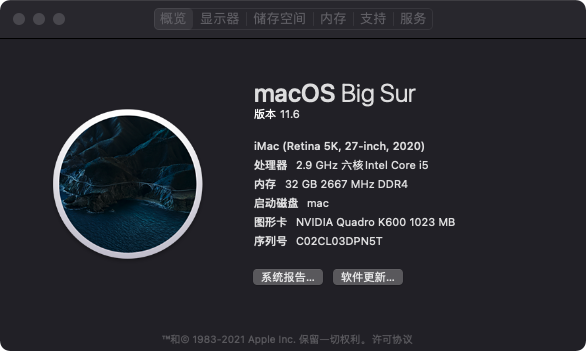 概览 显示器 储存空间 内存 支持 服务
macOS Big Sur
版本 11.6
iMac (Retina 5K, 27-inch, 2020)
处理器 2.9 GHz 六核Intel Core i5
内存 32 GB 2667 MHz DDR4
启动磁盘 mac
图形卡 NVIDIA Quadro K600 1023 MB
序列号 C02CL03DPN5T
系统报告... 软件更新...
™和© 1983-2021 Apple Inc. 保留一切权利。许可协议